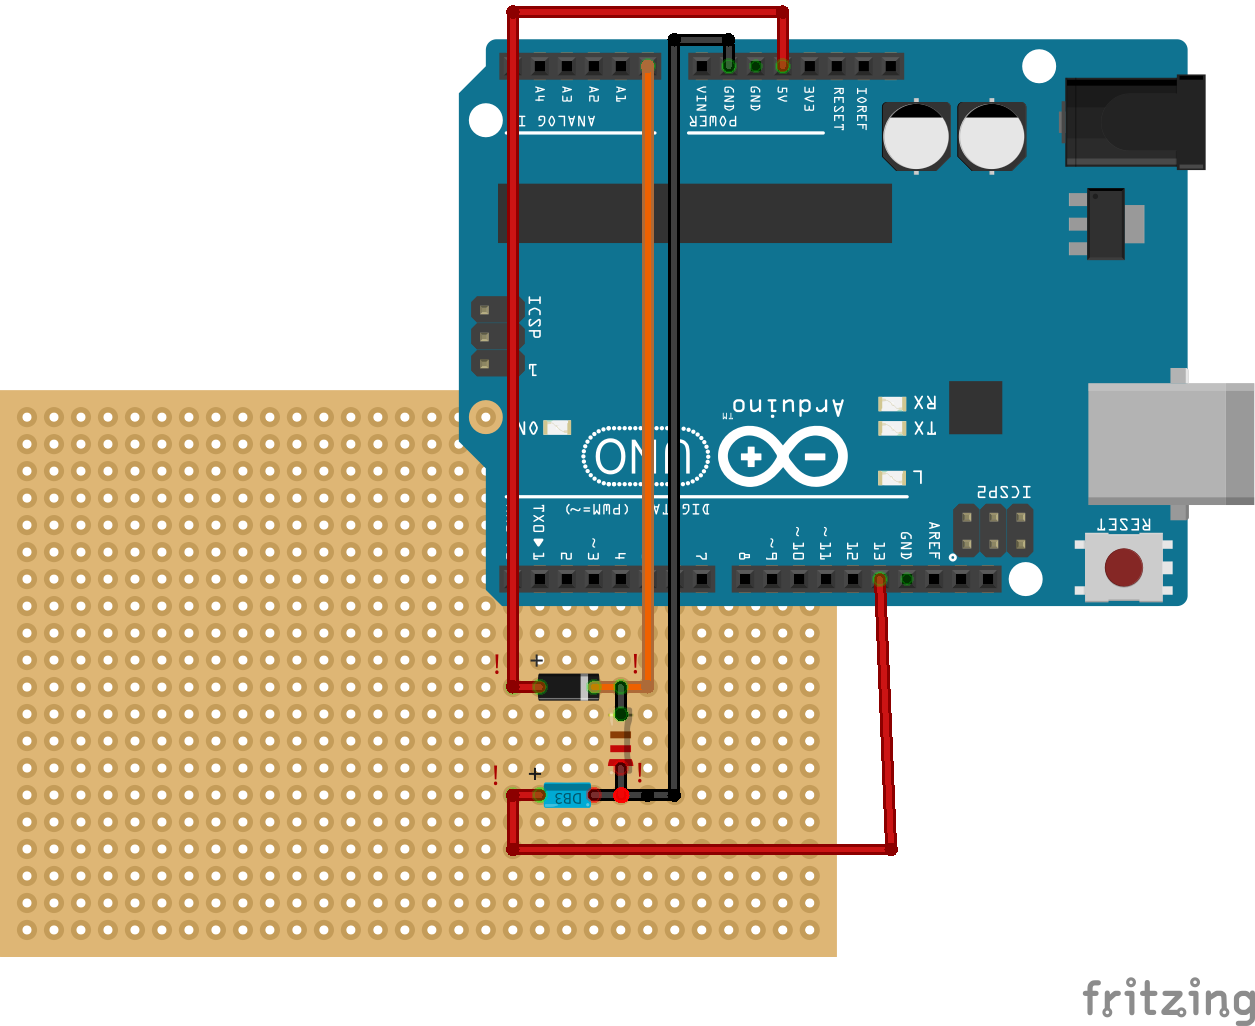 A4 A3 A2 A1 VIN GND GND 5V 3V3 RESET IOREF
ANALOG I POWER
ICSP
1
ON Arduino™ RX
TX
UNO
L
ICSP2
DIGITAL (PWM=~)
TXD RESET
1 2 ~3 4 7 8 ~9 ~10 ~11 12 13 GND AREF
! + !
! + !
DB3
fritzing